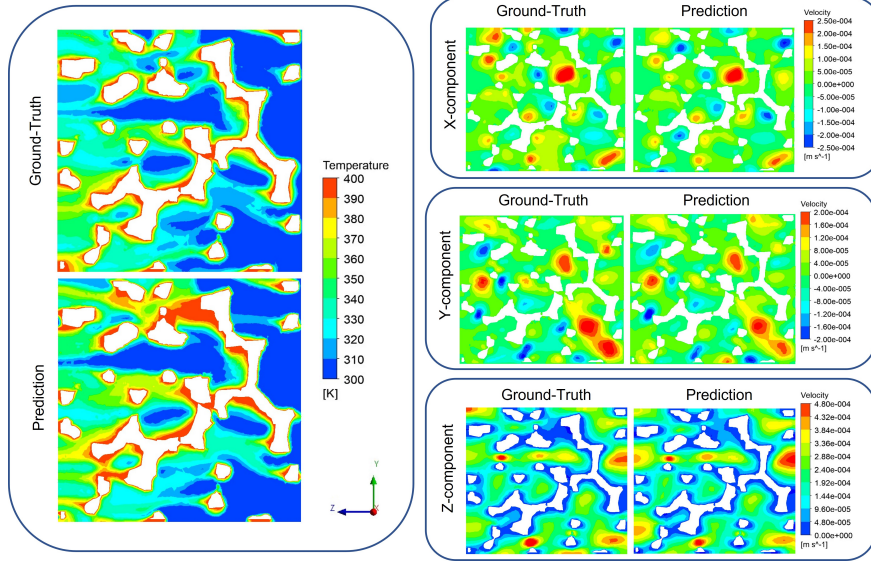 Ground-Truth
Prediction
Temperature
400
390
380
370
360
350
340
330
320
310
300
[K]
Y
Z
X
X-component
Ground-Truth
Prediction
Velocity
2.50e-004
2.00e-004
1.50e-004
1.00e-004
5.00e-005
0.00e+000
-5.00e-005
-1.00e-004
-1.50e-004
-2.00e-004
-2.50e-004
[m s^-1]
Y-component
Ground-Truth
Prediction
Velocity
2.00e-004
1.60e-004
1.20e-004
8.00e-005
4.00e-005
0.00e+000
-4.00e-005
-8.00e-005
-1.20e-004
-1.60e-004
-2.00e-004
[m s^-1]
Z-component
Ground-Truth
Prediction
Velocity
4.80e-004
4.32e-004
3.84e-004
3.36e-004
2.88e-004
2.40e-004
1.92e-004
1.44e-004
9.60e-005
4.80e-005
0.00e+000
[m s^-1]